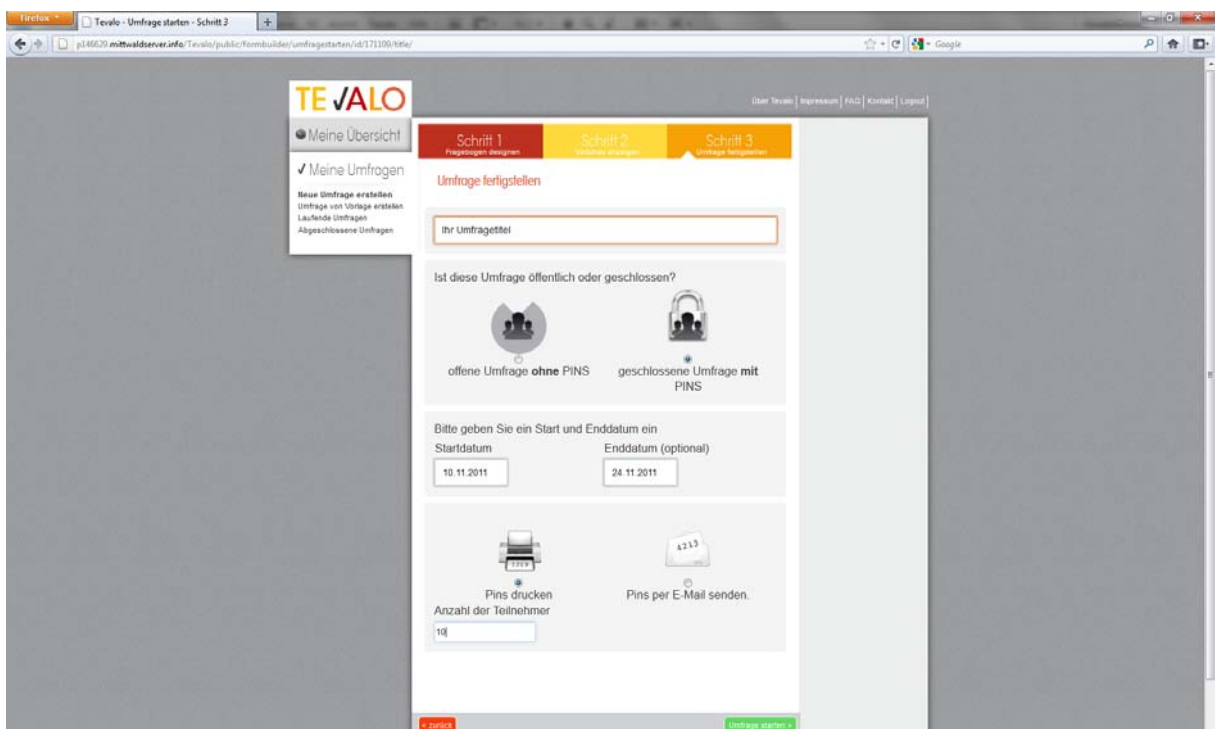 Firefox
Tevalo - Umfrage starten - Schritt 3
p146629.mittwaldserver.info/Tevalo/public/formbuilder/umfragestarten/id/171109/title/
Google
TEVALO
Über Tevalo | Impressum | FAQ | Kontakt | Logout |
Meine Übersicht
Meine Umfragen
Neue Umfrage erstellen
Umfrage von Vorlage erstellen
Laufende Umfragen
Abgeschlossene Umfragen
Schritt 1
Fragebogen designen
Schritt 2
Schritt 3
Umfrage fertigstellen
Umfrage fertigstellen
Ihr Umfragetitel
Ist diese Umfrage öffentlich oder geschlossen?
offene Umfrage ohne PINS
geschlossene Umfrage mit
PINS
Bitte geben Sie ein Start und Enddatum ein
Startdatum
Enddatum (optional)
10.11.2011
24.11.2011
4213
Pins drucken
Pins per E-Mail senden.
Anzahl der Teilnehmer
10
« zurück
Umfrage starten »